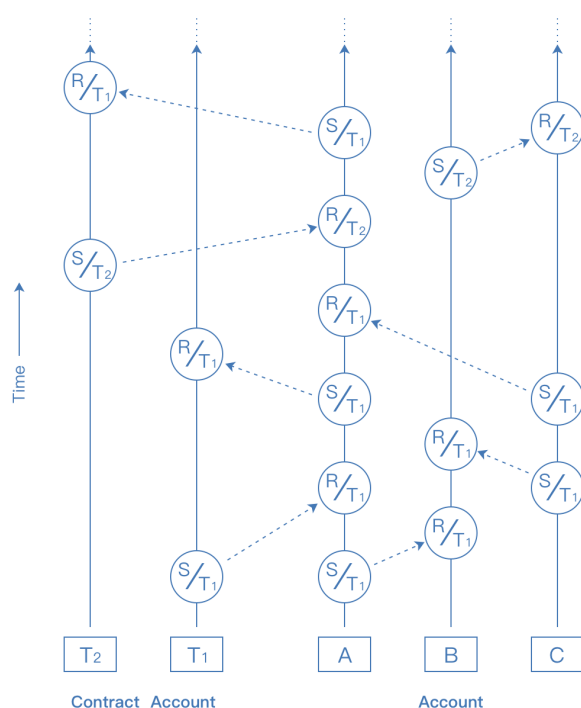 R/T₁
S/T₁
R/T₂
S/T₂
R/T₂
S/T₂
R/T₁
R/T₁
S/T₁
S/T₁
R/T₁
R/T₁
S/T₁
R/T₁
S/T₁
S/T₁
Time
T₂ T₁ A B C
Contract Account Account